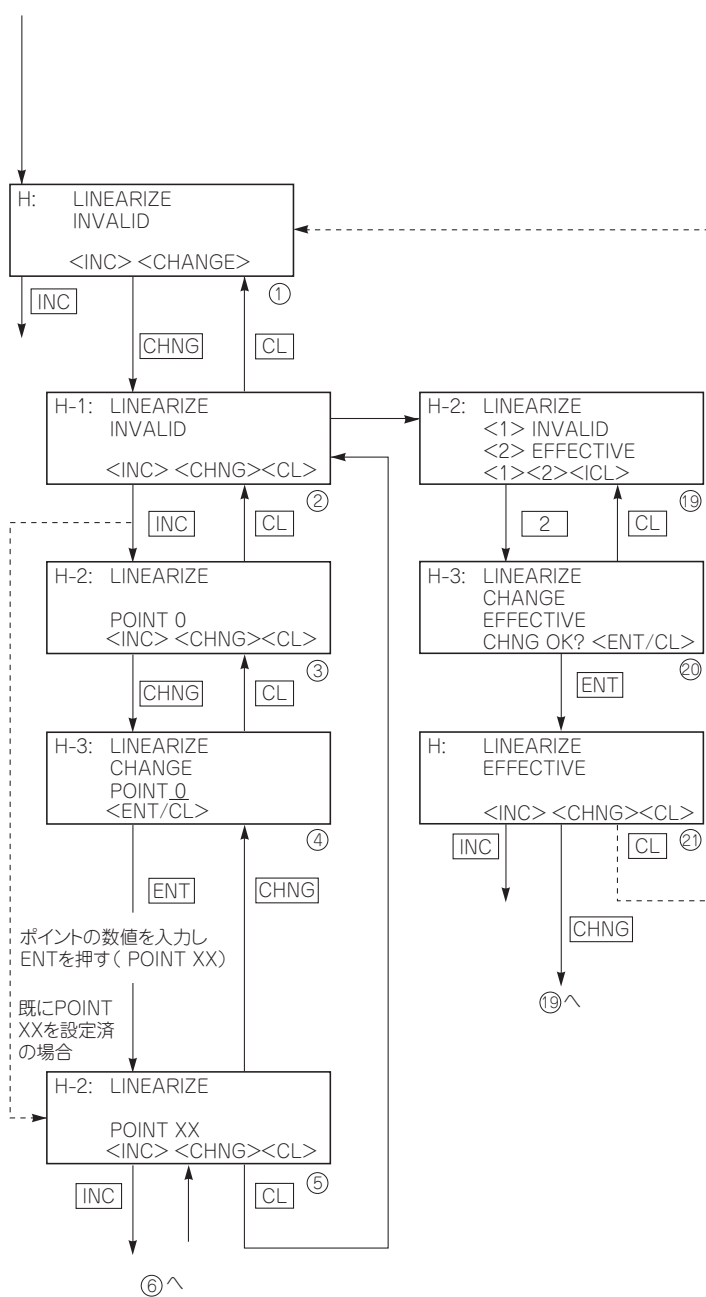 H: LINEARIZE
INVALID
<INC> <CHANGE>
①
INC
CHNG
CL
H-1: LINEARIZE
INVALID
<INC> <CHNG><CL>
②
INC
CL
H-2: LINEARIZE
POINT 0
<INC> <CHNG><CL>
③
CHNG
CL
H-3: LINEARIZE
CHANGE
POINT 0
<ENT/CL>
④
ENT
CHNG
ポイントの数値を入力し
ENTを押す( POINT XX)
既にPOINT
XXを設定済
の場合
H-2: LINEARIZE
POINT XX
<INC> <CHNG><CL>
⑤
INC
CL
⑥へ
H-2: LINEARIZE
<1> INVALID
<2> EFFECTIVE
<1><2><ICL>
⑲
2
CL
H-3: LINEARIZE
CHANGE
EFFECTIVE
CHNG OK? <ENT/CL>
⑳
ENT
H: LINEARIZE
EFFECTIVE
<INC> <CHNG><CL>
㉑
INC
CL
CHNG
⑲へ